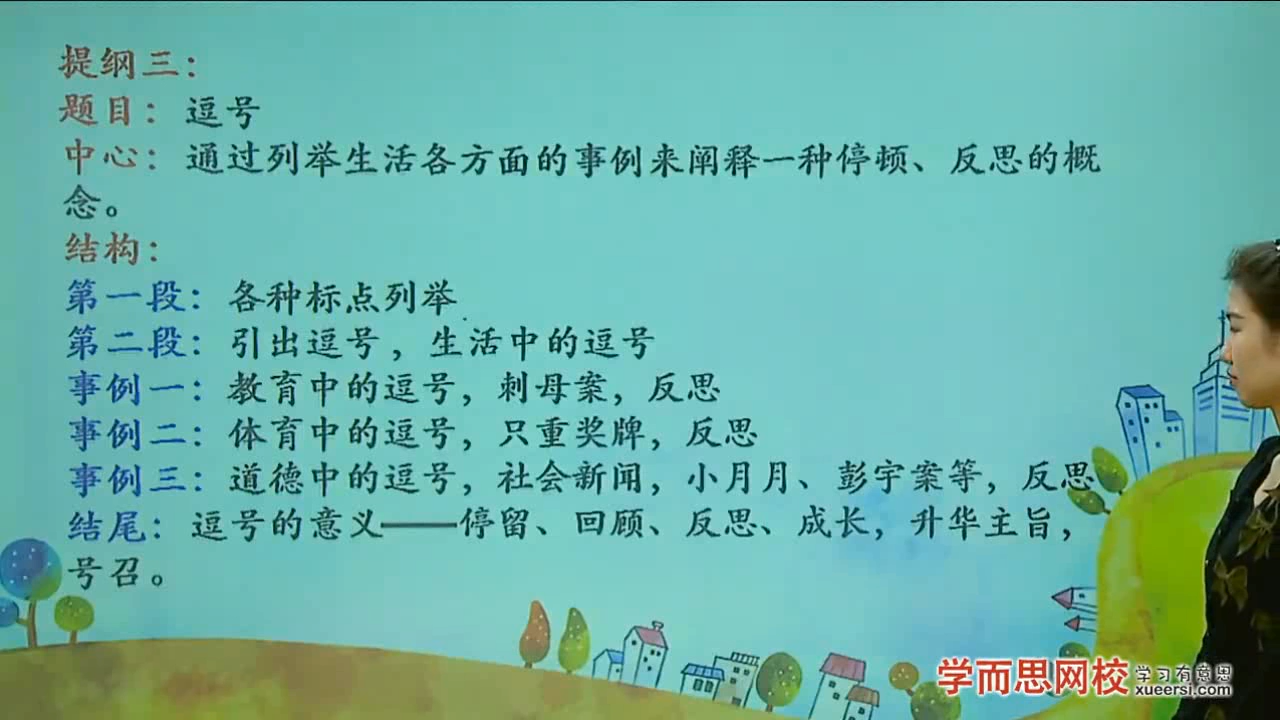 提纲三：
题目：逗号
中心：通过列举生活各方面的事例来阐释一种停顿、反思的概
念。
结构：
第一段：各种标点列举
第二段：引出逗号，生活中的逗号
事例一：教育中的逗号，刺母案，反思
事例二：体育中的逗号，只重奖牌，反思
事例三：道德中的逗号，社会新闻，小月月、彭宇案等，反思
结尾：逗号的意义——停留、回顾、反思、成长，升华主旨，
号召。
学而思网校 学习有意思
xueersi.com